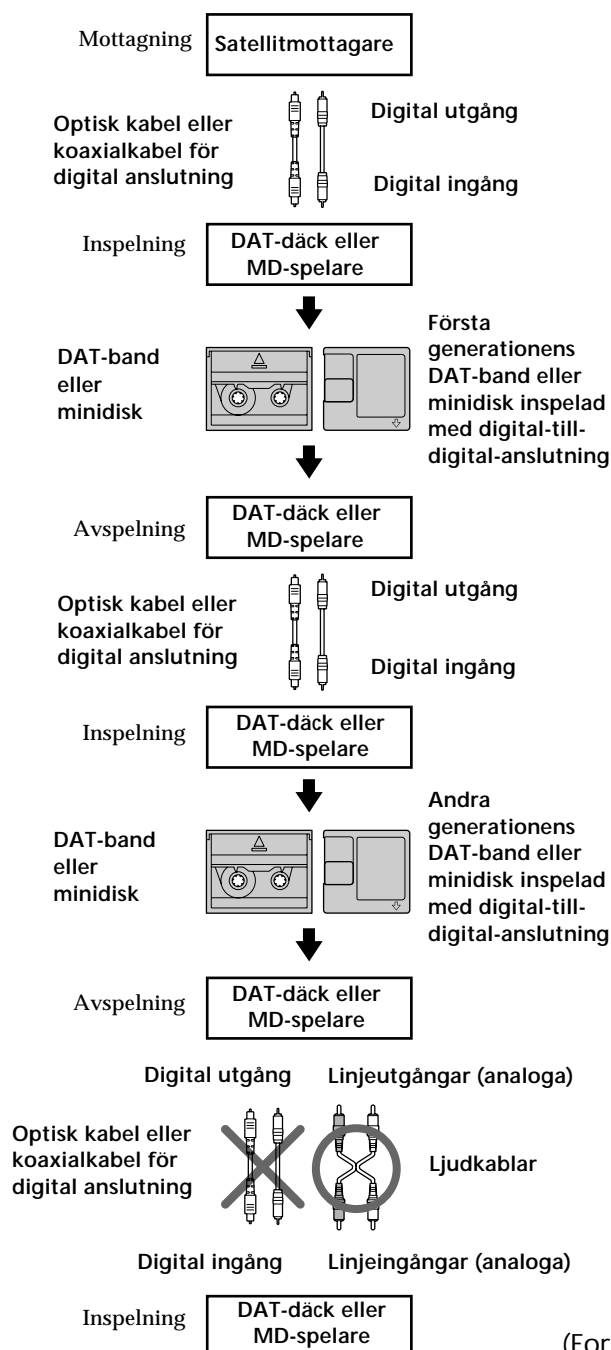 Mottagning
Satellitmottagare
Optisk kabel eller
koaxialkabel för
digital anslutning
Digital utgång
Digital ingång
Inspelning
DAT-däck eller
MD-spelare
DAT-band
eller
minidisk
Första
generationens
DAT-band eller
minidisk inspelad
med digital-till-
digital-anslutning
Avspelning
DAT-däck eller
MD-spelare
Optisk kabel eller
koaxialkabel för
digital anslutning
Digital utgång
Digital ingång
Inspelning
DAT-däck eller
MD-spelare
DAT-band
eller
minidisk
Andra
generationens
DAT-band eller
minidisk inspelad
med digital-till-
digital-anslutning
Avspelning
DAT-däck eller
MD-spelare
Digital utgång
Linjeutgångar (analoga)
Optisk kabel eller
koaxialkabel för
digital anslutning
Ljudkablar
Digital ingång
Linjeingångar (analoga)
Inspelning
DAT-däck eller
MD-spelare
(For